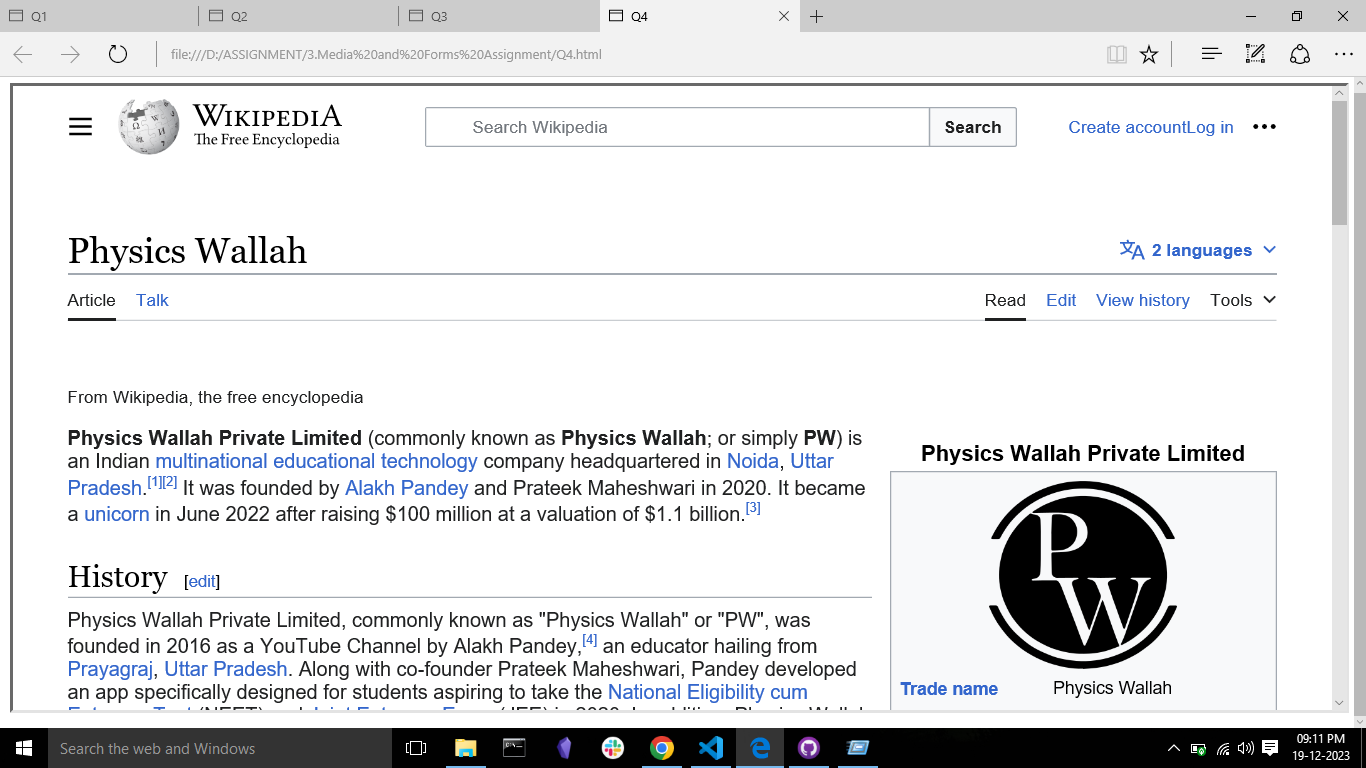 Q1
Q2
Q3
Q4
file:///D:/ASSIGNMENT/3.Media%20and%20Forms%20Assignment/Q4.html
WIKIPEDIA
The Free Encyclopedia
Search Wikipedia
Search
Create accountLog in
Physics Wallah
2 languages
Article Talk
Read Edit View history Tools
From Wikipedia, the free encyclopedia
Physics Wallah Private Limited (commonly known as Physics Wallah; or simply PW) is
an Indian multinational educational technology company headquartered in Noida, Uttar
Pradesh.[1][2] It was founded by Alakh Pandey and Prateek Maheshwari in 2020. It became
a unicorn in June 2022 after raising $100 million at a valuation of $1.1 billion.[3]
History [edit]
Physics Wallah Private Limited, commonly known as "Physics Wallah" or "PW", was
founded in 2016 as a YouTube Channel by Alakh Pandey,[4] an educator hailing from
Prayagraj, Uttar Pradesh. Along with co-founder Prateek Maheshwari, Pandey developed
an app specifically designed for students aspiring to take the National Eligibility cum
Physics Wallah Private Limited
PW
Trade name Physics Wallah
Search the web and Windows
09:11 PM
19-12-2023